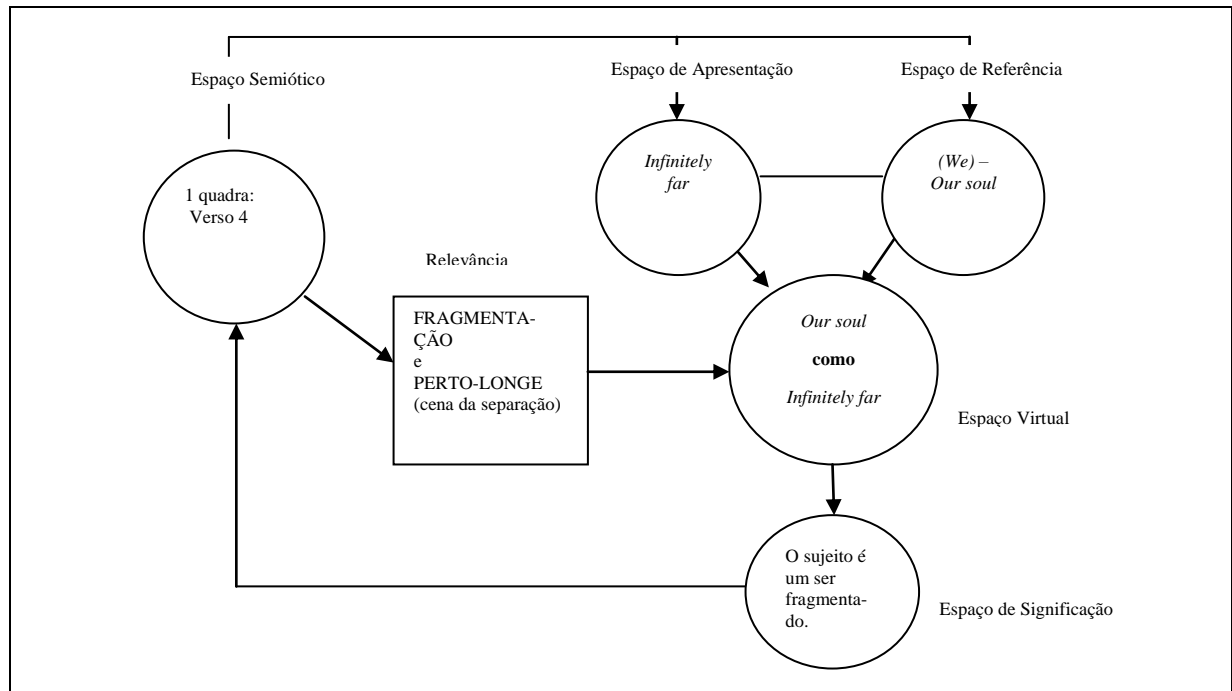 Espaço Semiótico
Espaço de Apresentação
Espaço de Referência
1 quadra:
Verso 4
Infinitely
far
(We) –
Our soul
Relevância
FRAGMENTA-
ÇÃO
e
PERTO-LONGE
(cena da separação)
Our soul
como
Infinitely far
Espaço Virtual
O sujeito é
um ser
fragmenta-
do.
Espaço de Significação